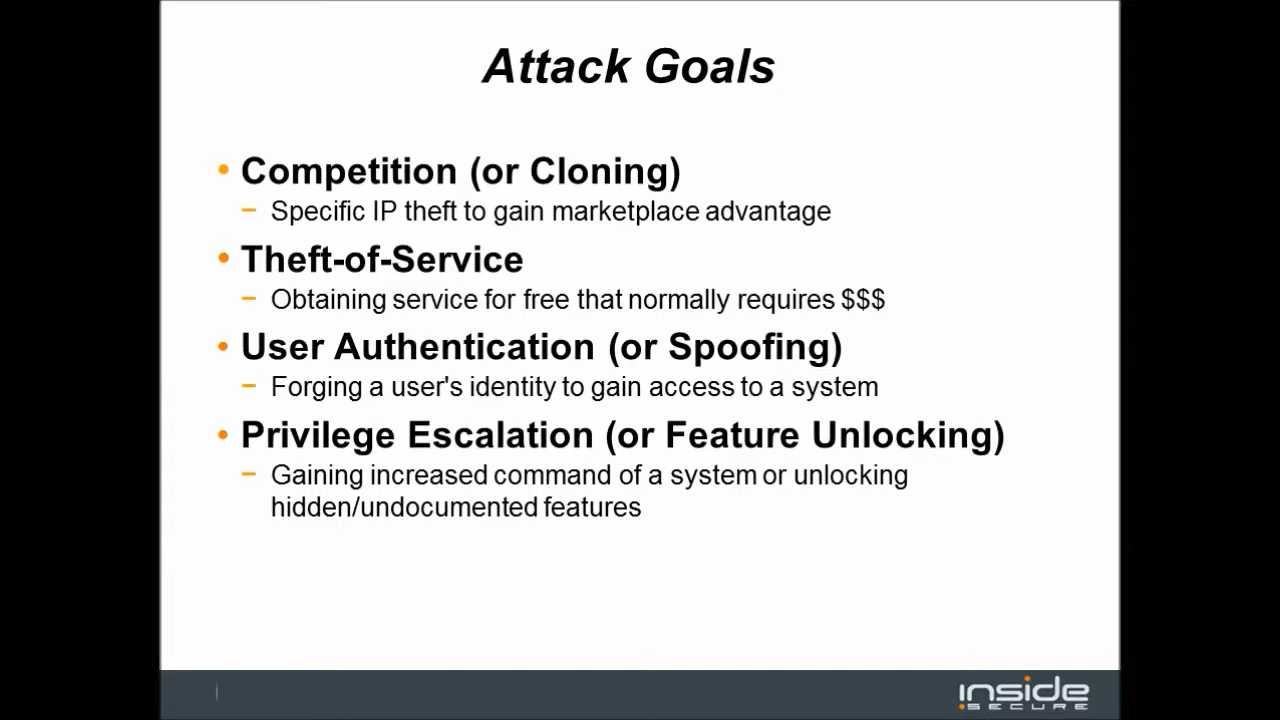 Attack Goals
• Competition (or Cloning)
– Specific IP theft to gain marketplace advantage
• Theft-of-Service
– Obtaining service for free that normally requires $$$
• User Authentication (or Spoofing)
– Forging a user's identity to gain access to a system
• Privilege Escalation (or Feature Unlocking)
– Gaining increased command of a system or unlocking
hidden/undocumented features
inside
SECURE